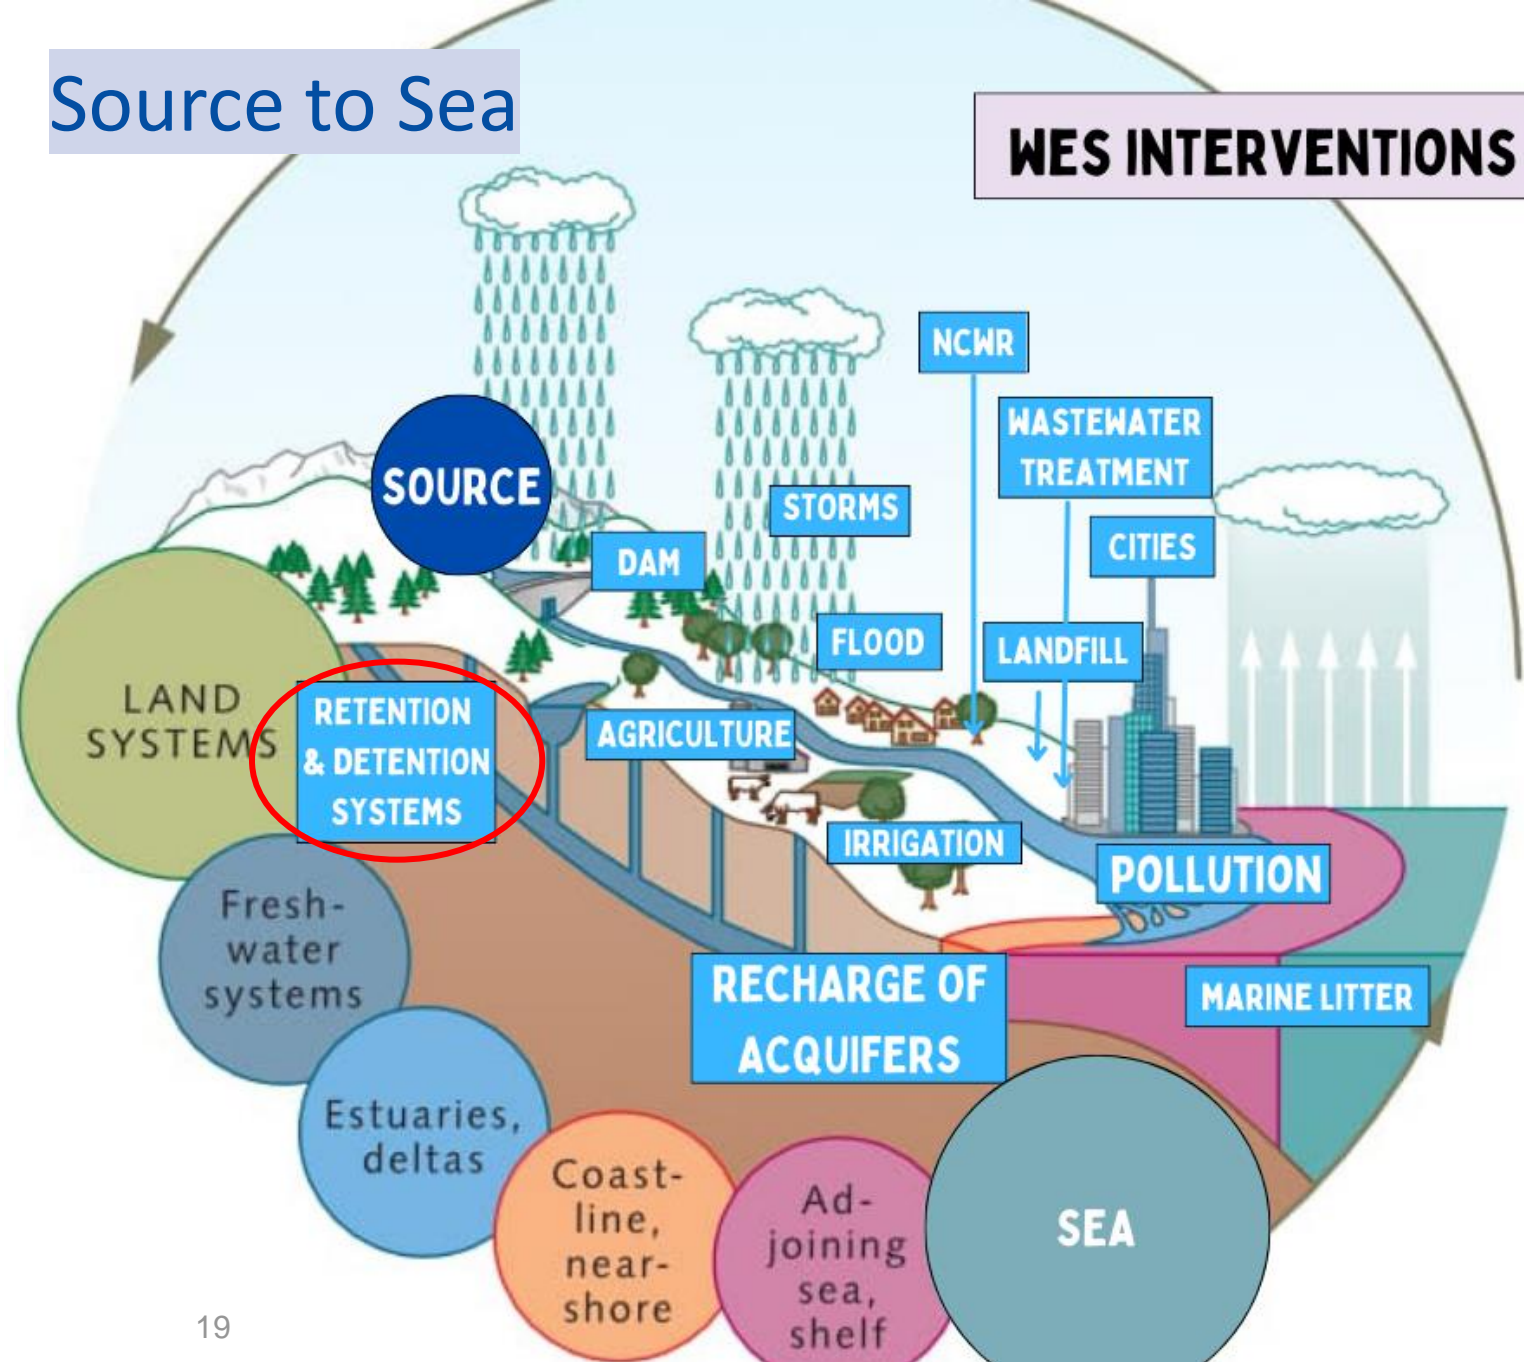 Source to Sea
WES INTERVENTIONS
NCWR
WASTEWATER
TREATMENT
SOURCE
STORMS
CITIES
DAM
FLOOD
LANDFILL
LAND
SYSTEMS
RETENTION
& DETENTION
SYSTEMS
AGRICULTURE
IRRIGATION
POLLUTION
Fresh-
water
systems
RECHARGE OF
ACQUIFERS
MARINE LITTER
Estuaries,
deltas
Coast-
line,
near-
shore
Ad-
joining
sea,
shelf
SEA
19